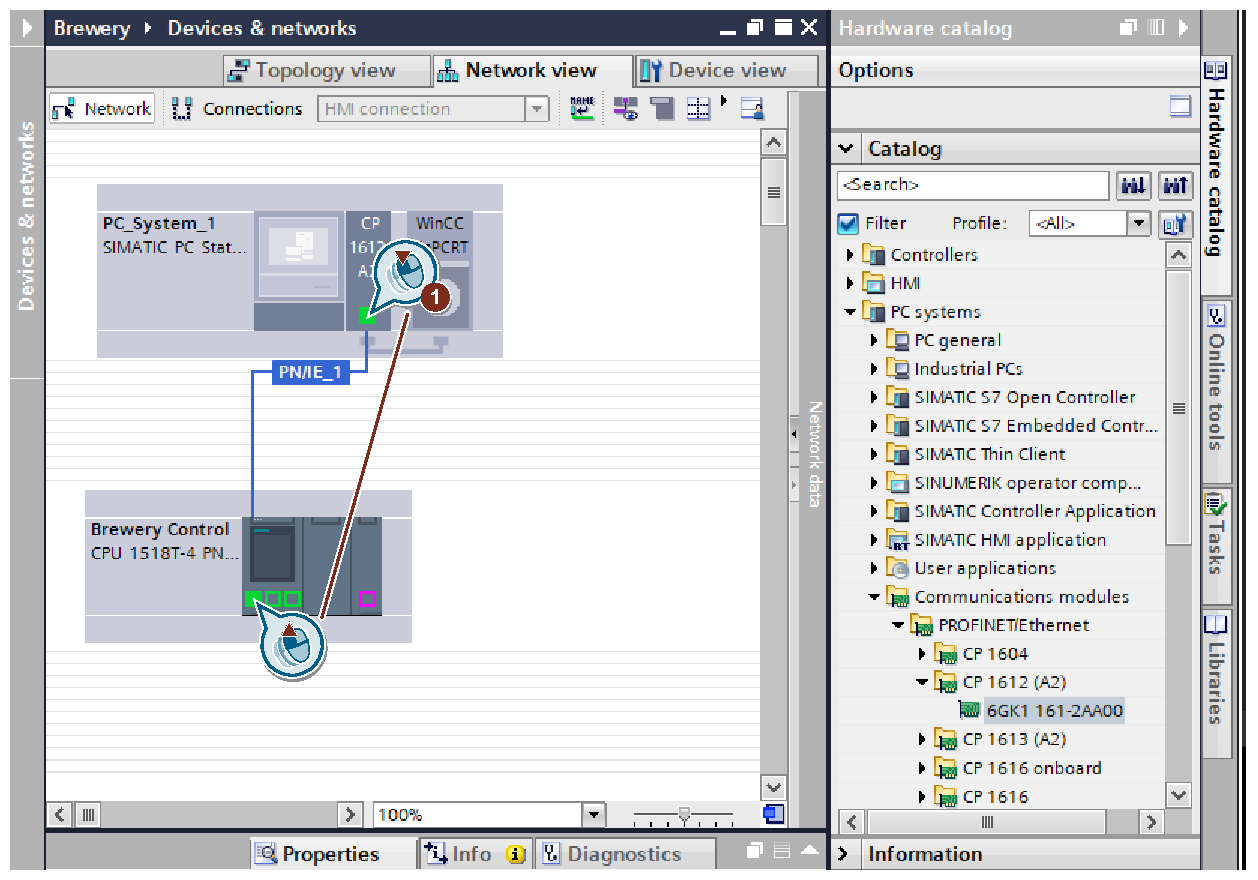 Brewery ▸ Devices & networks
Topology view
Network view
Device view
Network
Connections
HMI connection
Devices & networks
PC_System_1
SIMATIC PC Stat...
CP
1612
WinCC
1
PN/IE_1
Brewery Control
CPU 1518T-4 PN...
Network data
100%
Properties
Info
Diagnostics
Hardware catalog
Options
Catalog
<Search>
Filter
Profile:
<All>
Controllers
HMI
PC systems
PC general
Industrial PCs
SIMATIC S7 Open Controller
SIMATIC S7 Embedded Contr...
SIMATIC Thin Client
SINUMERIK operator comp...
SIMATIC Controller Application
SIMATIC HMI application
User applications
Communications modules
PROFINET/Ethernet
CP 1604
CP 1612 (A2)
6GK1 161-2AA00
CP 1613 (A2)
CP 1616 onboard
CP 1616
Information
Hardware catalog
Online tools
Tasks
Libraries